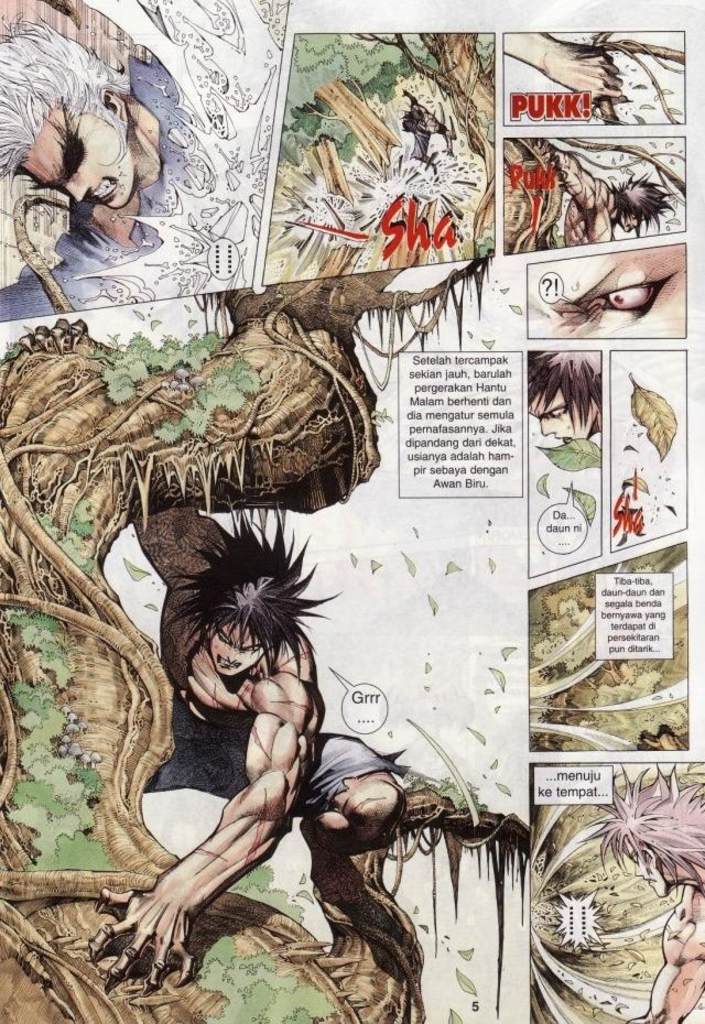 ....
Sha
PUKK!
PUKK
!
?!
Setelah tercampak
sekian jauh, barulah
pergerakan Hantu
Malam berhenti dan
dia mengatur semula
pernafasannya. Jika
dipandang dari dekat,
usianya adalah ham-
pir sebaya dengan
Awan Biru.
Da...
daun ni
....
Sha
Grrr
....
Tiba-tiba,
daun-daun dan
segala benda
bernyawa yang
terdapat di
persekitaran
pun ditarik...
...menuju
ke tempat...
....
5